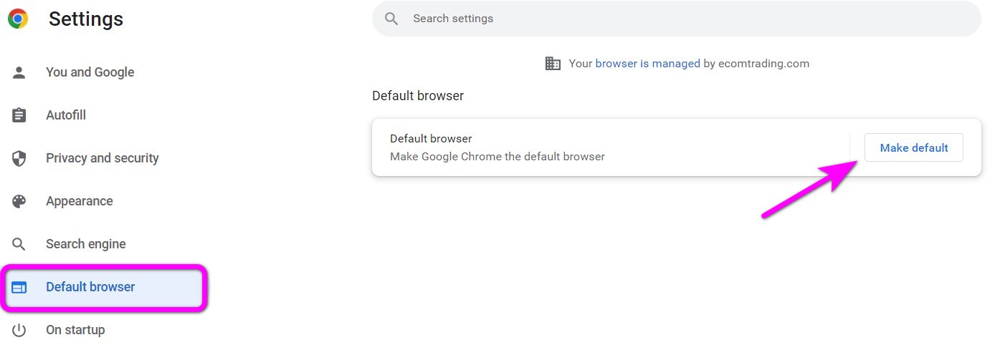 Settings
Search settings
You and Google
Autofill
Privacy and security
Appearance
Search engine
Default browser
On startup
Your browser is managed by ecomtrading.com
Default browser
Default browser
Make Google Chrome the default browser
Make default